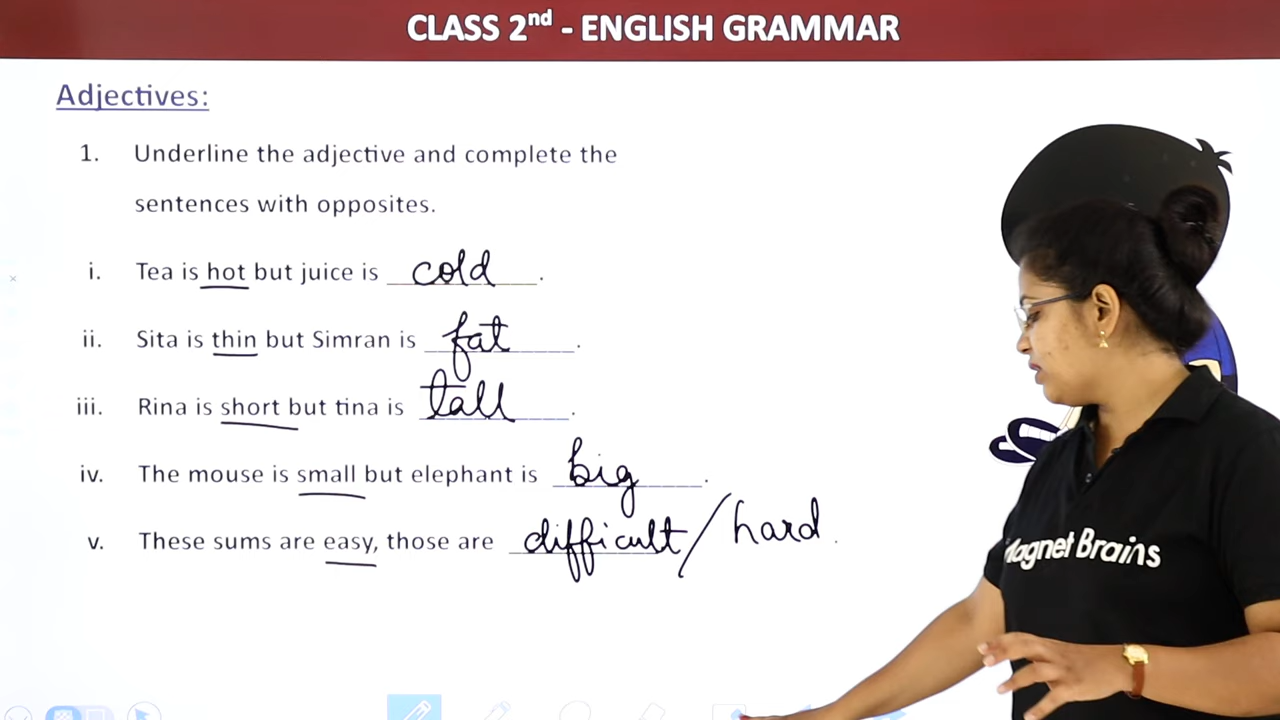 CLASS 2nd - ENGLISH GRAMMAR
Adjectives:
1. Underline the adjective and complete the
sentences with opposites.
i. Tea is hot but juice is cold.
ii. Sita is thin but Simran is fat.
iii. Rina is short but tina is tall.
iv. The mouse is small but elephant is big.
v. These sums are easy, those are difficult/hard.
Magnet Brains